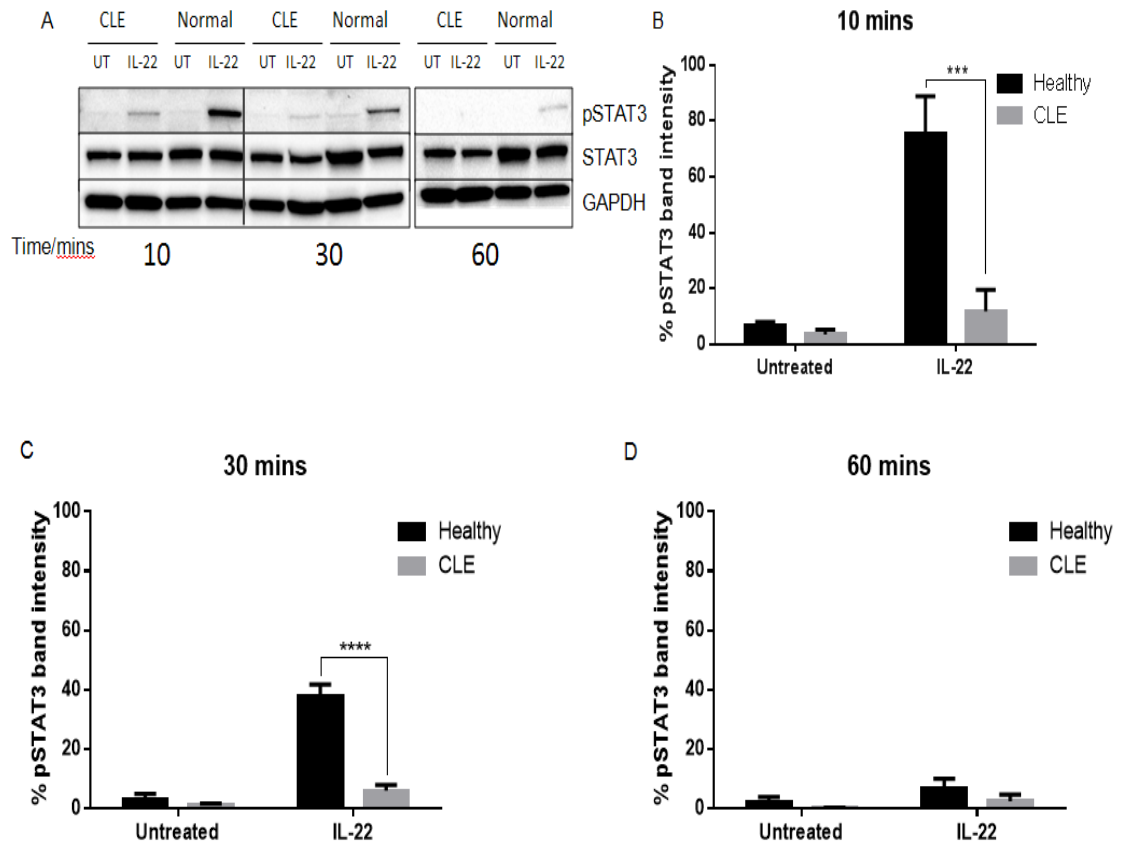 A
CLE Normal CLE Normal CLE Normal
UT IL-22 UT IL-22 UT IL-22 UT IL-22 UT IL-22 UT IL-22
pSTAT3
STAT3
GAPDH
Time/mins 10 30 60
B
10 mins
% pSTAT3 band intensity
100
80
60
40
20
0
***
Healthy
CLE
Untreated IL-22
C
30 mins
% pSTAT3 band intensity
100
80
60
40
20
0
****
Healthy
CLE
Untreated IL-22
D
60 mins
% pSTAT3 band intensity
100
80
60
40
20
0
Healthy
CLE
Untreated IL-22